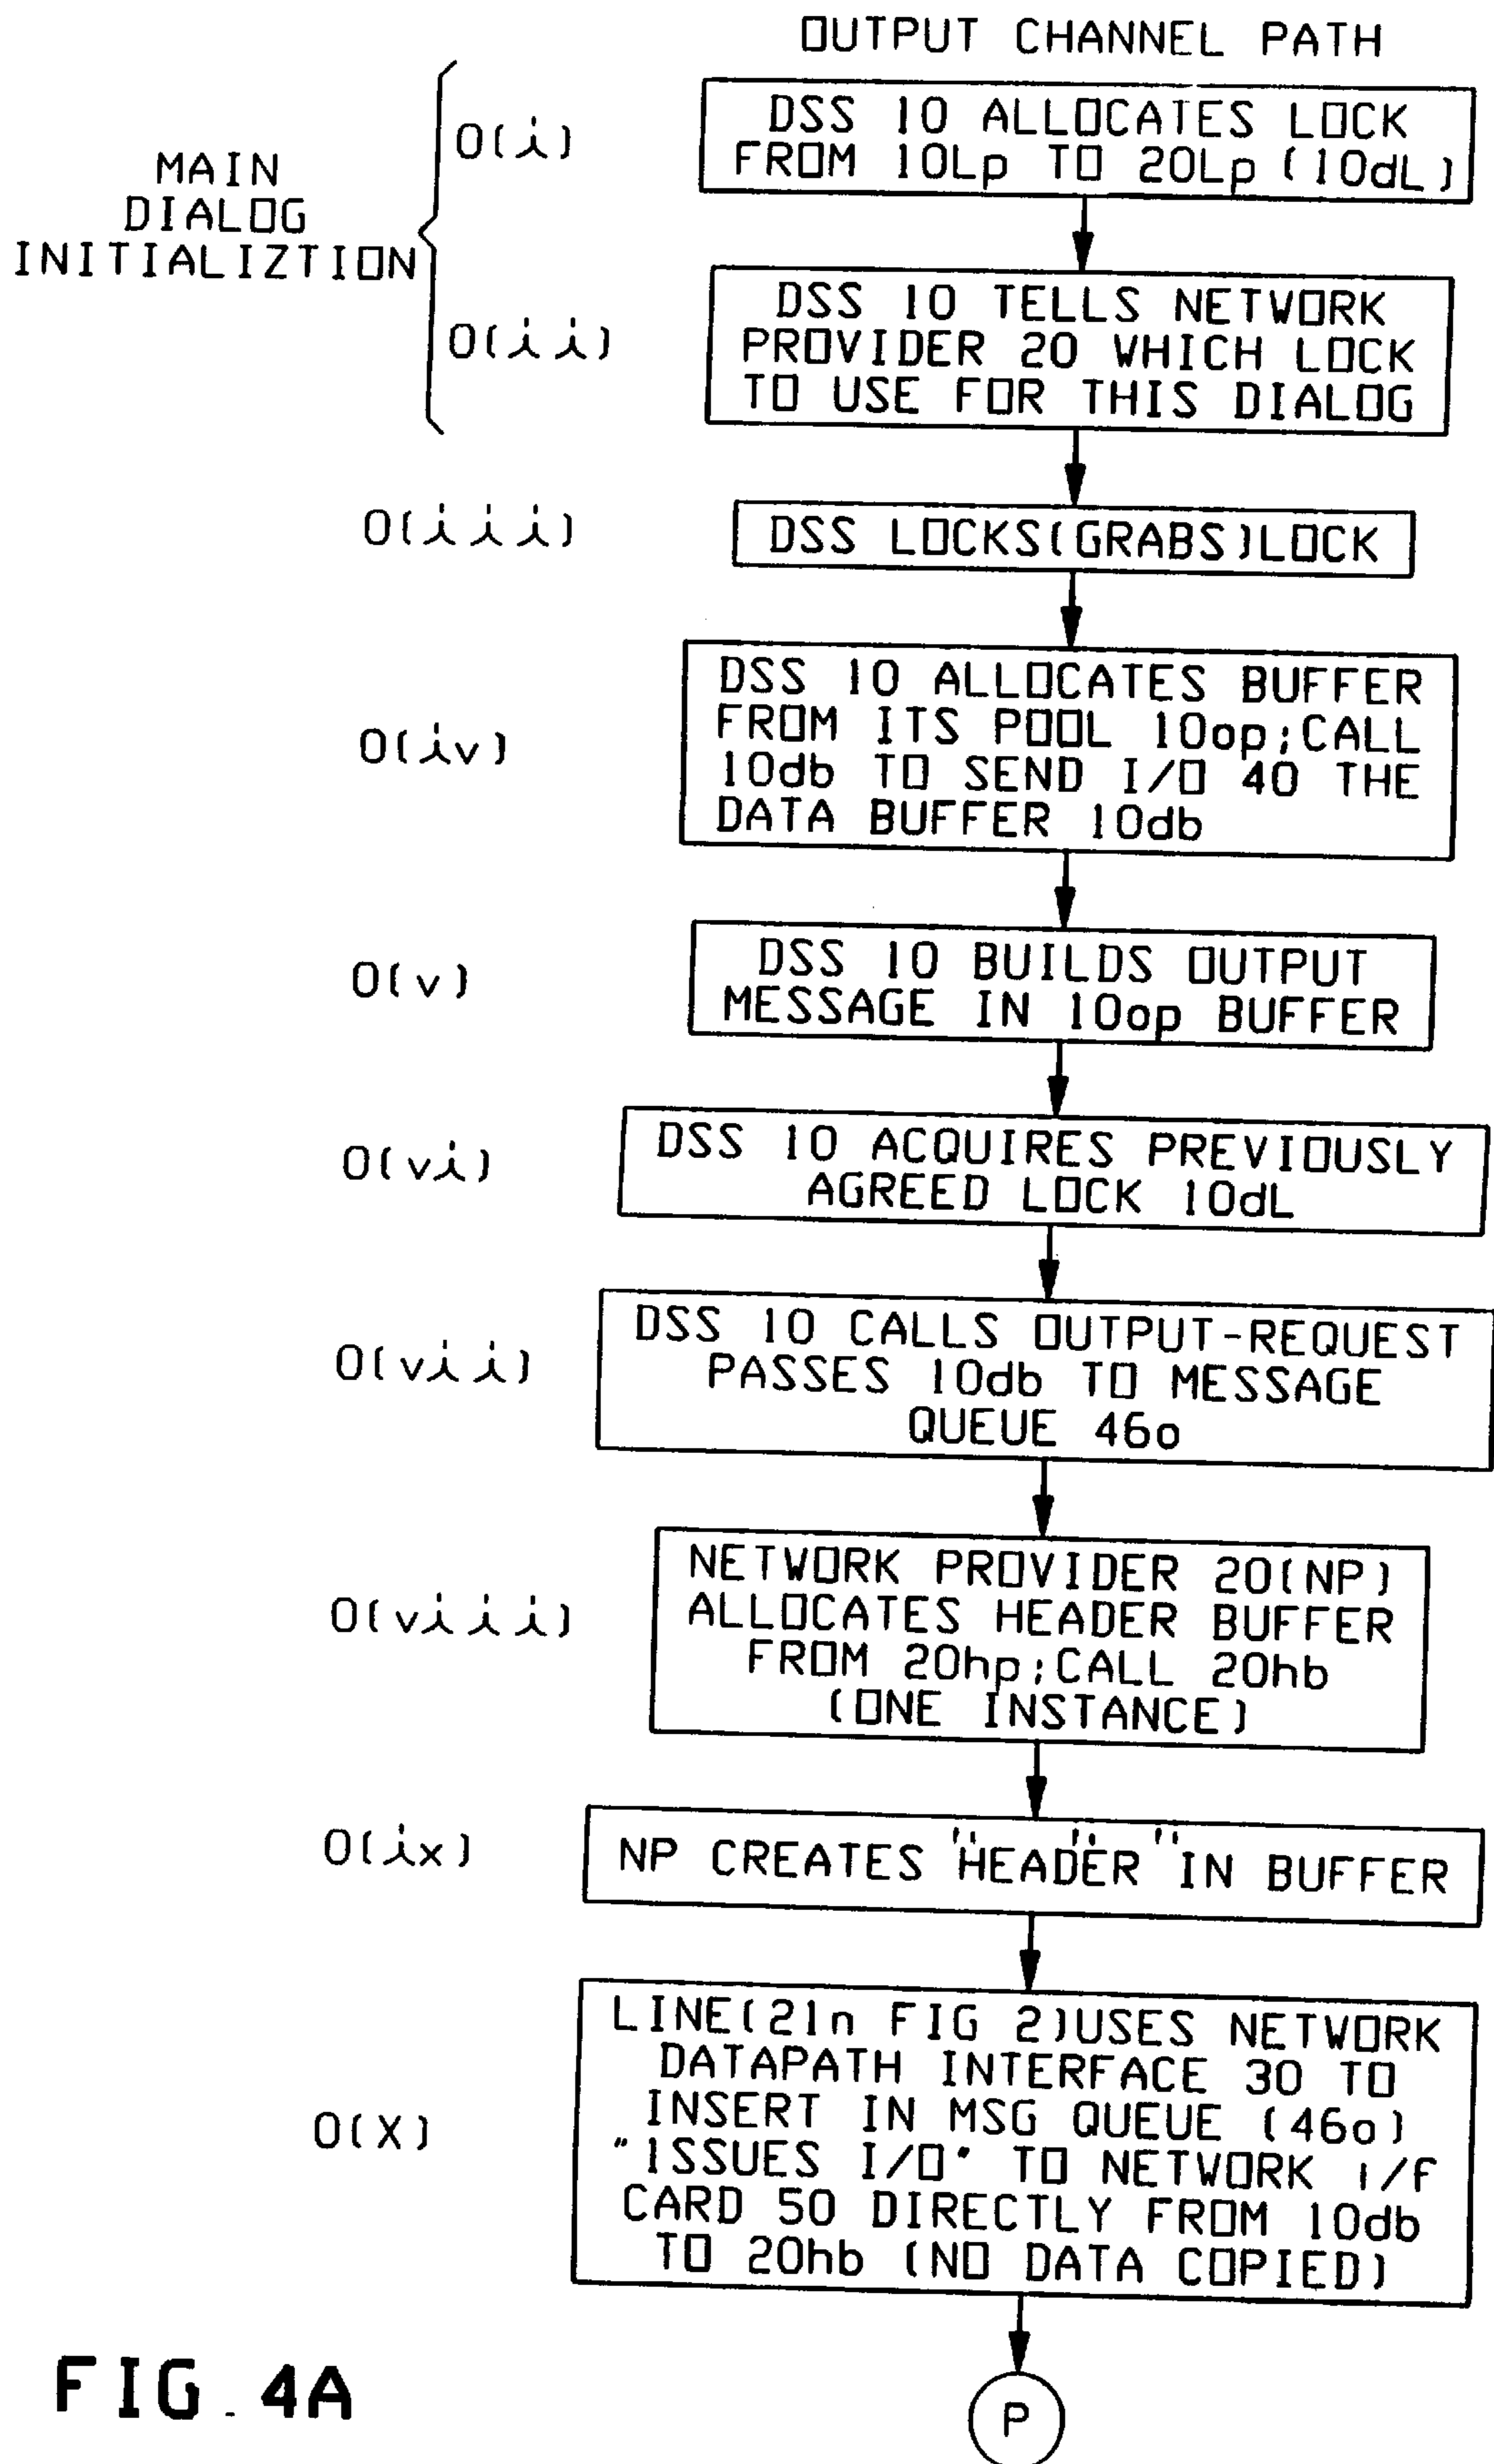 OUTPUT CHANNEL PATH
MAIN
DIALOG
INITIALIZTION
O(i)
DSS 10 ALLOCATES LOCK
FROM 10Lp TO 20Lp (10dL)
O(ii)
DSS 10 TELLS NETWORK
PROVIDER 20 WHICH LOCK
TO USE FOR THIS DIALOG
O(iii)
DSS LOCKS(GRABS)LOCK
O(iv)
DSS 10 ALLOCATES BUFFER
FROM ITS POOL 10op;CALL
10db TO SEND I/O 40 THE
DATA BUFFER 10db
O(v)
DSS 10 BUILDS OUTPUT
MESSAGE IN 10op BUFFER
O(vi)
DSS 10 ACQUIRES PREVIOUSLY
AGREED LOCK 10dL
O(vii)
DSS 10 CALLS OUTPUT-REQUEST
PASSES 10db TO MESSAGE
QUEUE 46o
O(viii)
NETWORK PROVIDER 20(NP)
ALLOCATES HEADER BUFFER
FROM 20hp;CALL 20hb
(ONE INSTANCE)
O(ix)
NP CREATES "HEADER" IN BUFFER
O(X)
LINE(21n FIG 2)USES NETWORK
DATAPATH INTERFACE 30 TO
INSERT IN MSG QUEUE (46o)
"ISSUES I/O" TO NETWORK i/f
CARD 50 DIRECTLY FROM 10db
TO 20hb (NO DATA COPIED)
P
FIG. 4A